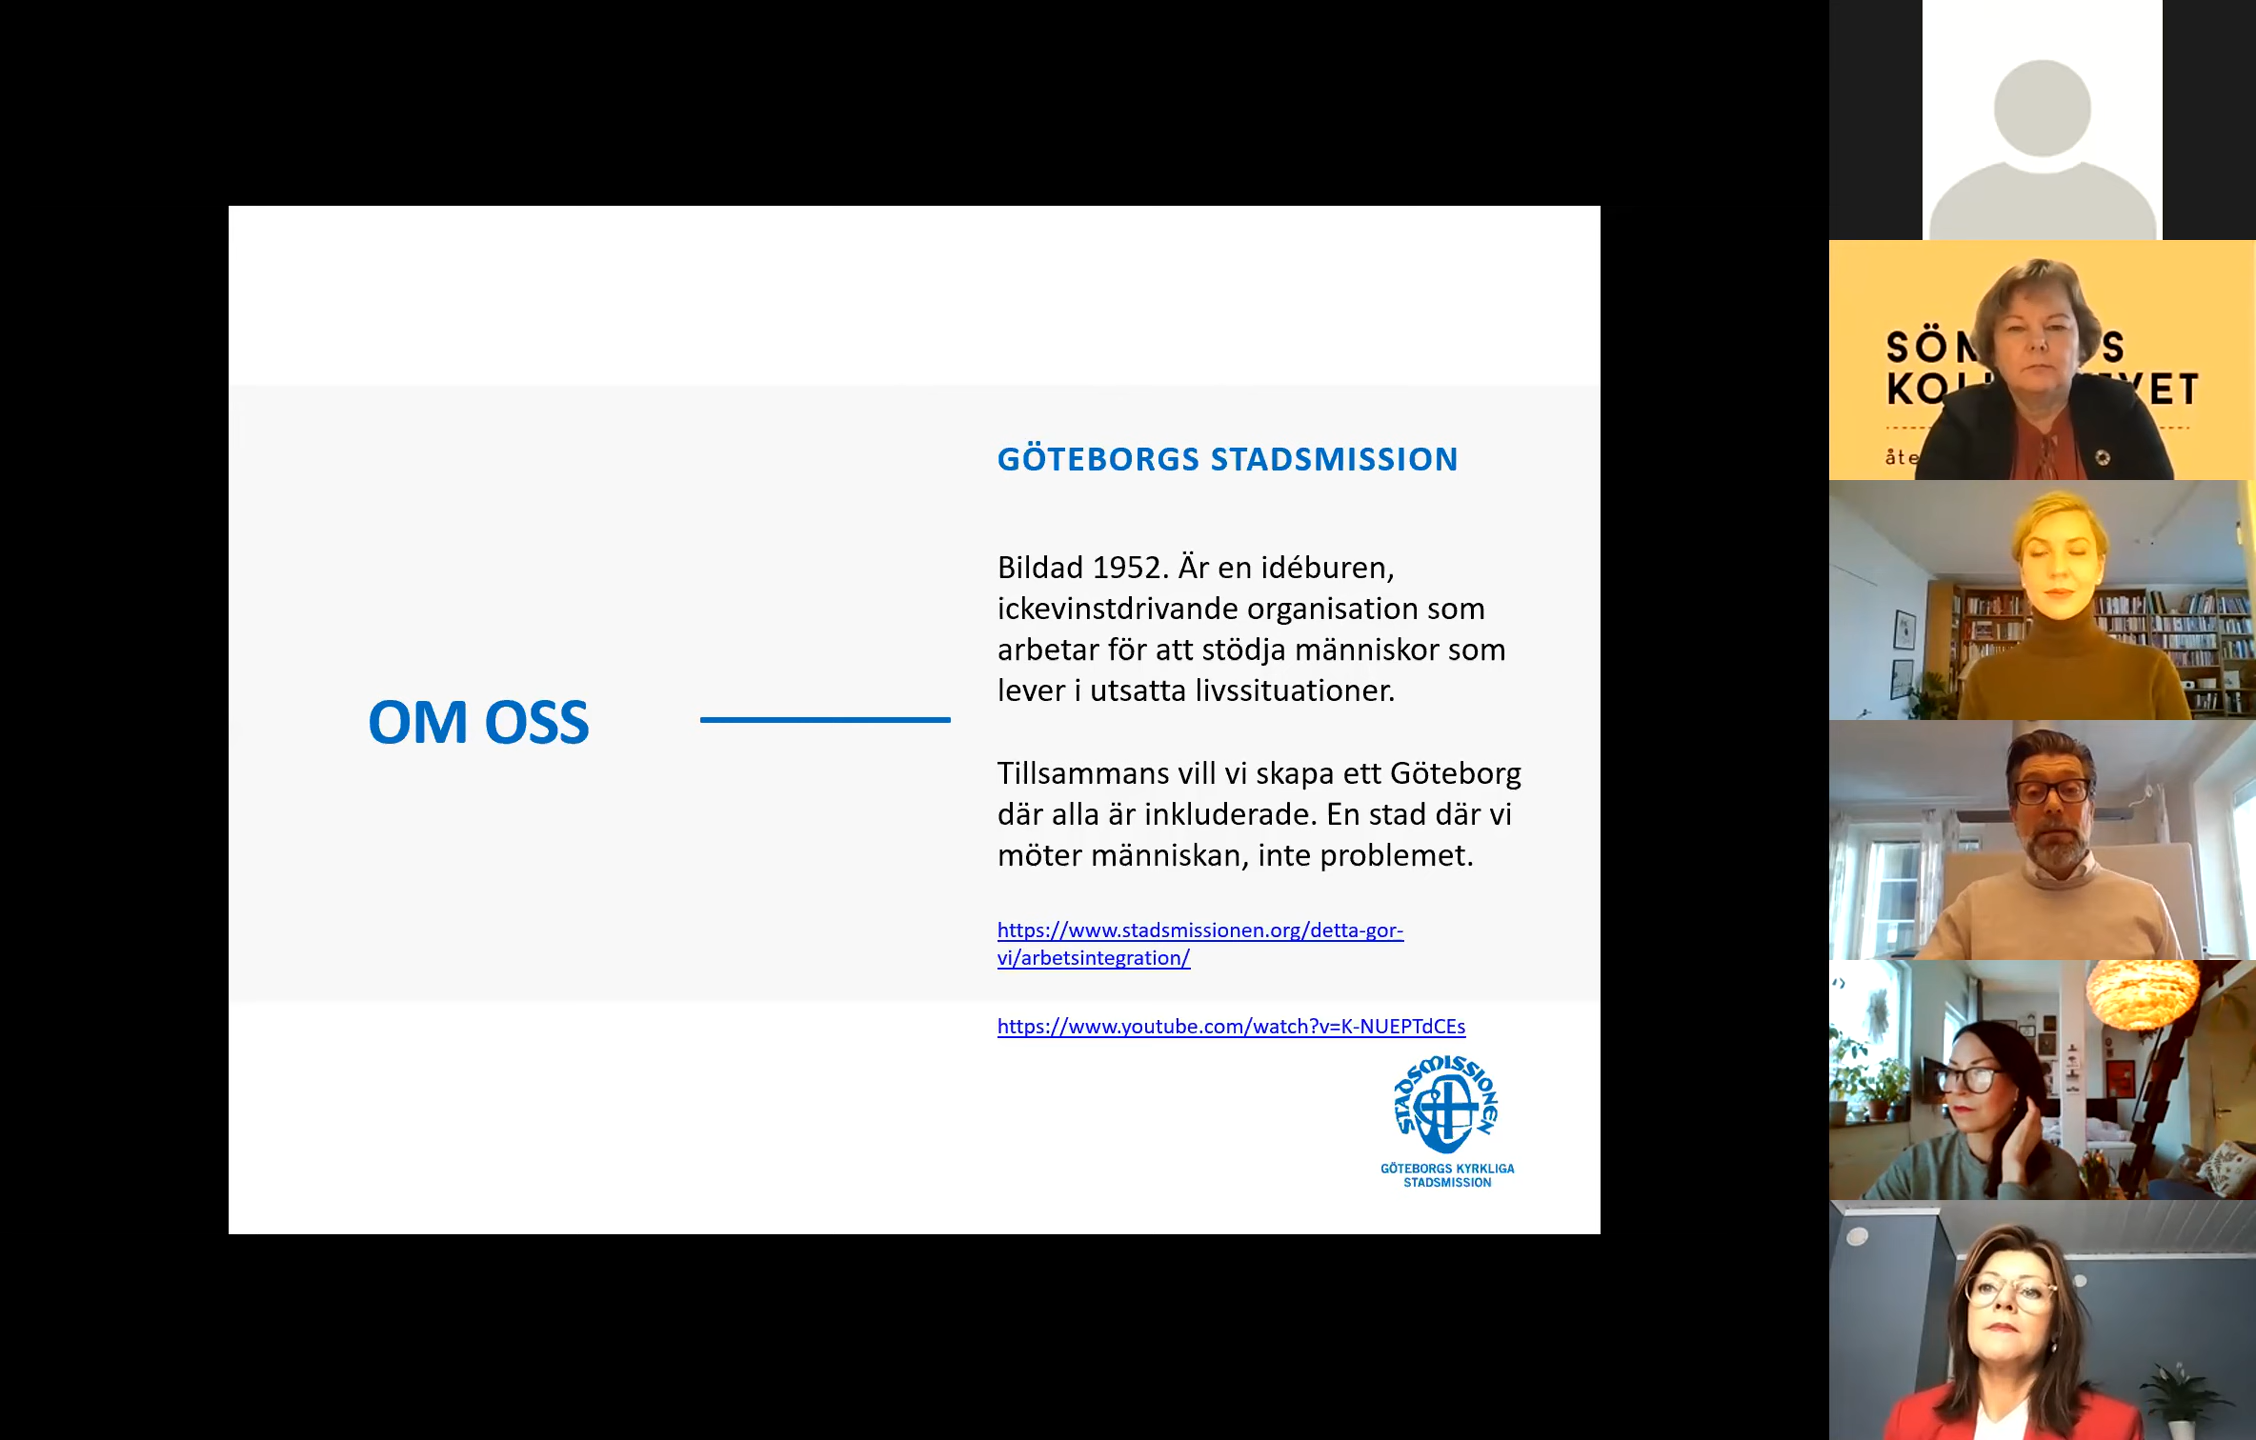 OM OSS
GÖTEBORGS STADSMISSION
Bildad 1952. Är en idéburen,
ickevinstdrivande organisation som
arbetar för att stödja människor som
lever i utsatta livssituationer.
Tillsammans vill vi skapa ett Göteborg
där alla är inkluderade. En stad där vi
möter människan, inte problemet.
https://www.stadsmissionen.org/detta-gor-
vi/arbetsintegration/
https://www.youtube.com/watch?v=K-NUEPTdCEs
STADSMISSIONEN
GÖTEBORGS KYRKLIGA
STADSMISSION